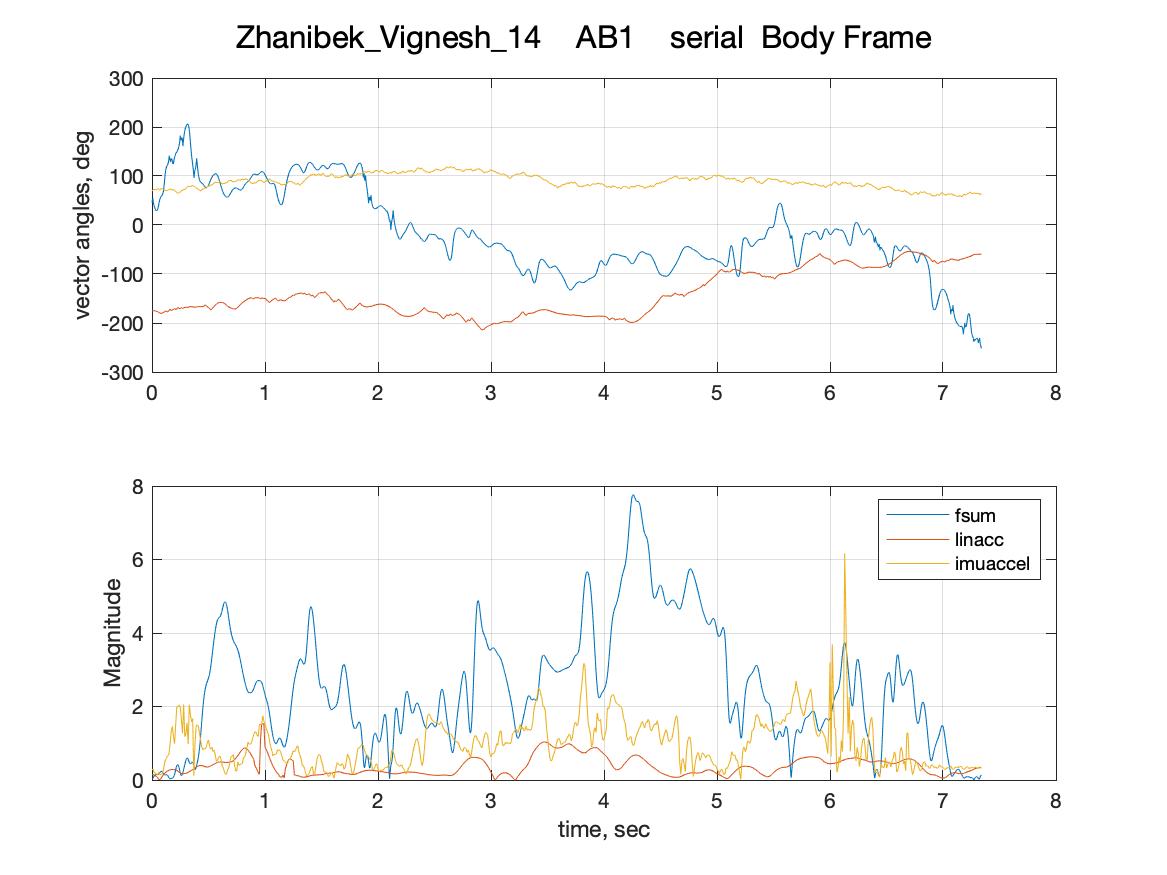 Zhanibek_Vignesh_14 AB1 serial Body Frame
300
200
100
0
-100
-200
-300
vector angles, deg
0 1 2 3 4 5 6 7 8
8
6
4
2
0
Magnitude
fsum
linacc
imuaccel
0 1 2 3 4 5 6 7 8
time, sec